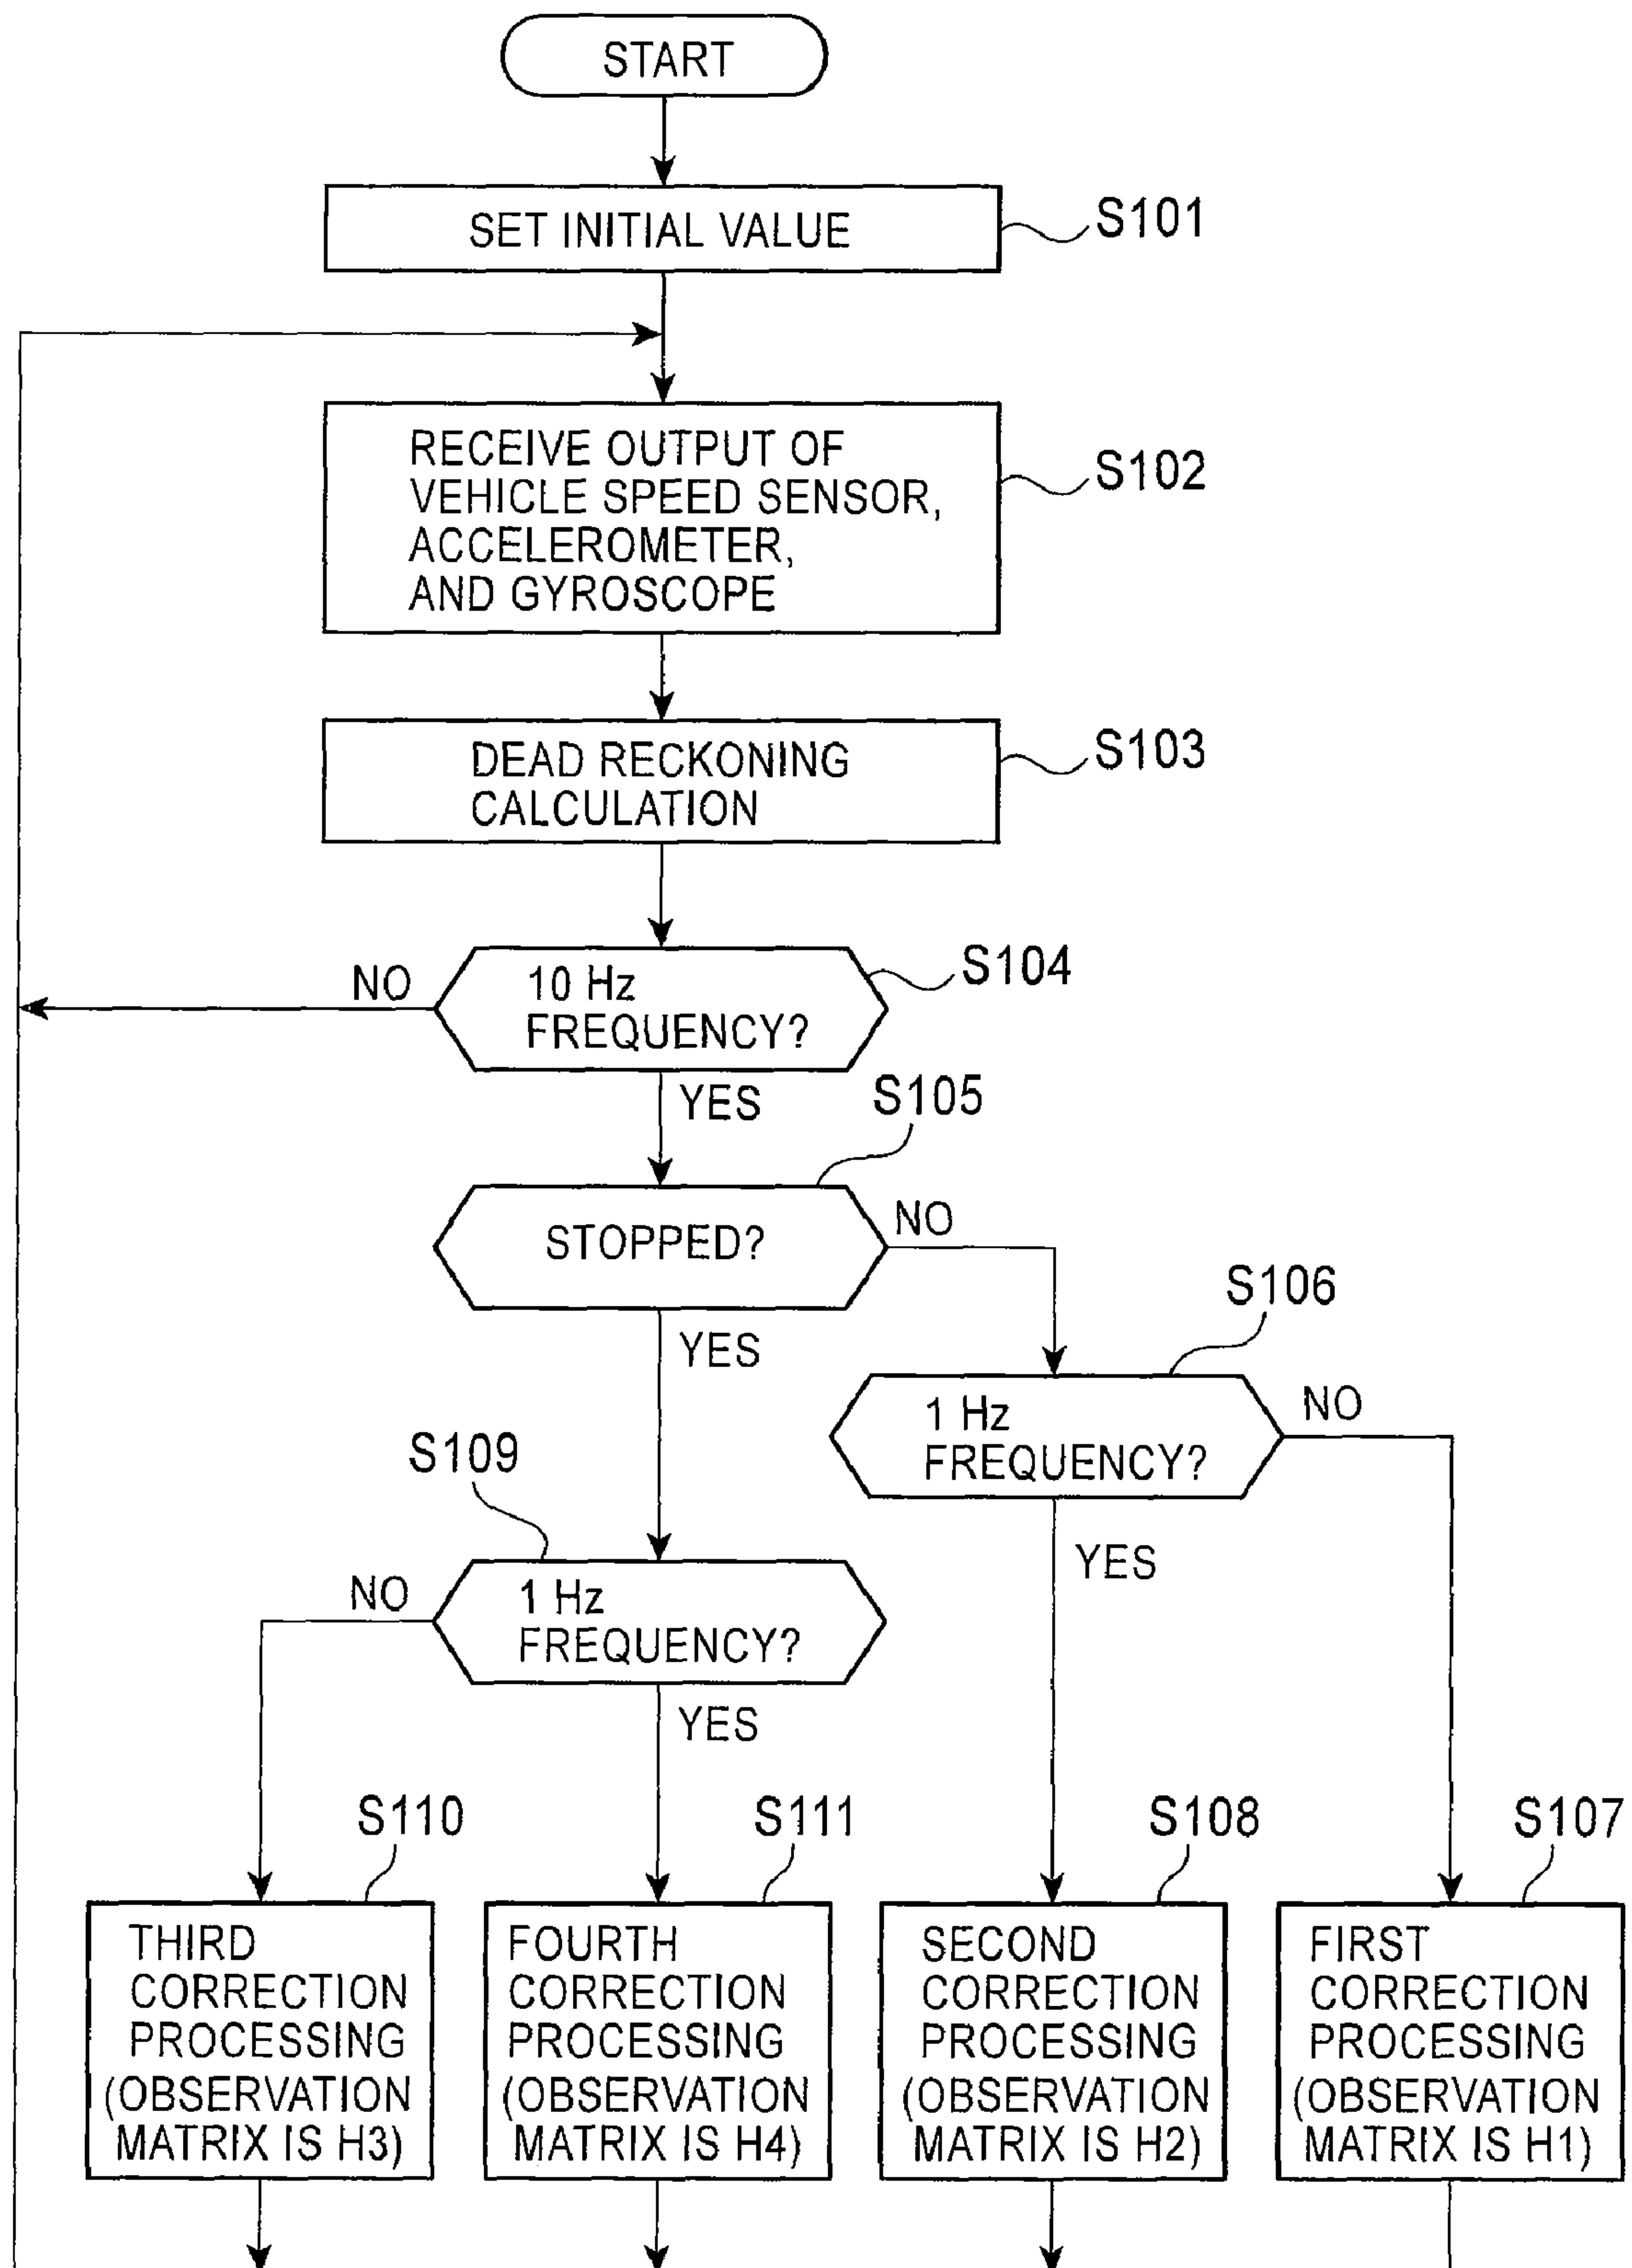 START
SET INITIAL VALUE
S101
RECEIVE OUTPUT OF
VEHICLE SPEED SENSOR,
ACCELEROMETER,
AND GYROSCOPE
S102
DEAD RECKONING
CALCULATION
S103
NO
10 Hz
FREQUENCY?
S104
YES
S105
STOPPED?
NO
YES
S106
1 Hz
FREQUENCY?
NO
YES
S109
NO
1 Hz
FREQUENCY?
YES
S110
THIRD
CORRECTION
PROCESSING
(OBSERVATION
MATRIX IS H3)
S111
FOURTH
CORRECTION
PROCESSING
(OBSERVATION
MATRIX IS H4)
S108
SECOND
CORRECTION
PROCESSING
(OBSERVATION
MATRIX IS H2)
S107
FIRST
CORRECTION
PROCESSING
(OBSERVATION
MATRIX IS H1)